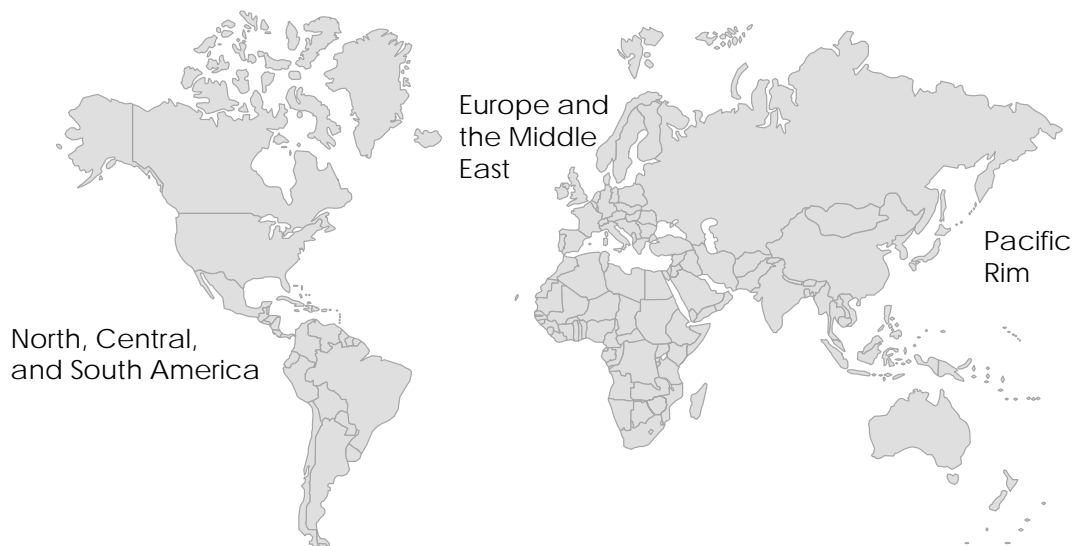 Europe and
the Middle
East
Pacific
Rim
North, Central,
and South America